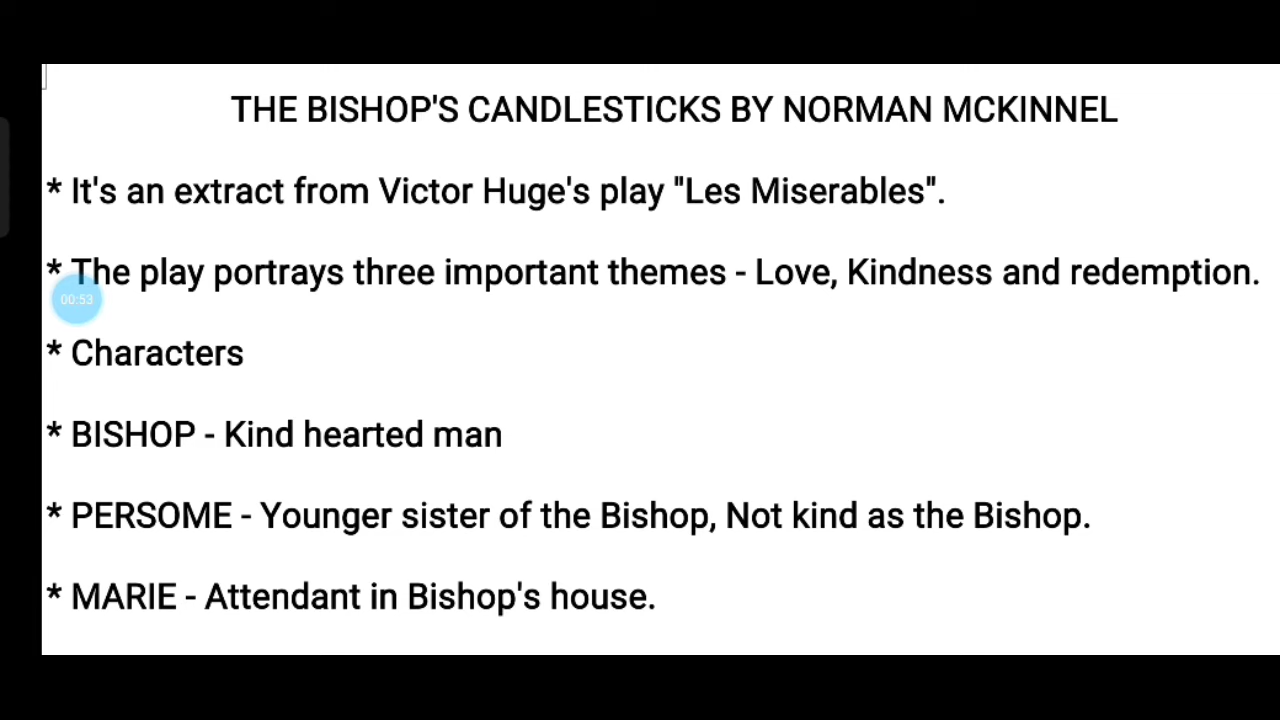 THE BISHOP'S CANDLESTICKS BY NORMAN MCKINNEL
* It's an extract from Victor Huge's play "Les Miserables".
* The play portrays three important themes - Love, Kindness and redemption.
00:53
* Characters
* BISHOP - Kind hearted man
* PERSOME - Younger sister of the Bishop, Not kind as the Bishop.
* MARIE - Attendant in Bishop's house.